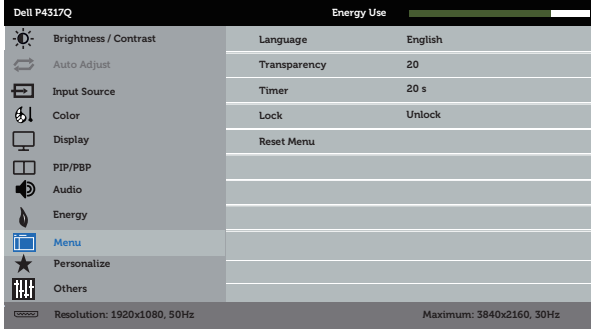 Dell P4317Q Energy Use
Brightness / Contrast Language English
Auto Adjust Transparency 20
Input Source Timer 20 s
Color Lock Unlock
Display Reset Menu
PIP/PBP
Audio
Energy
Menu
Personalize
Others
Resolution: 1920x1080, 50Hz Maximum: 3840x2160, 30Hz